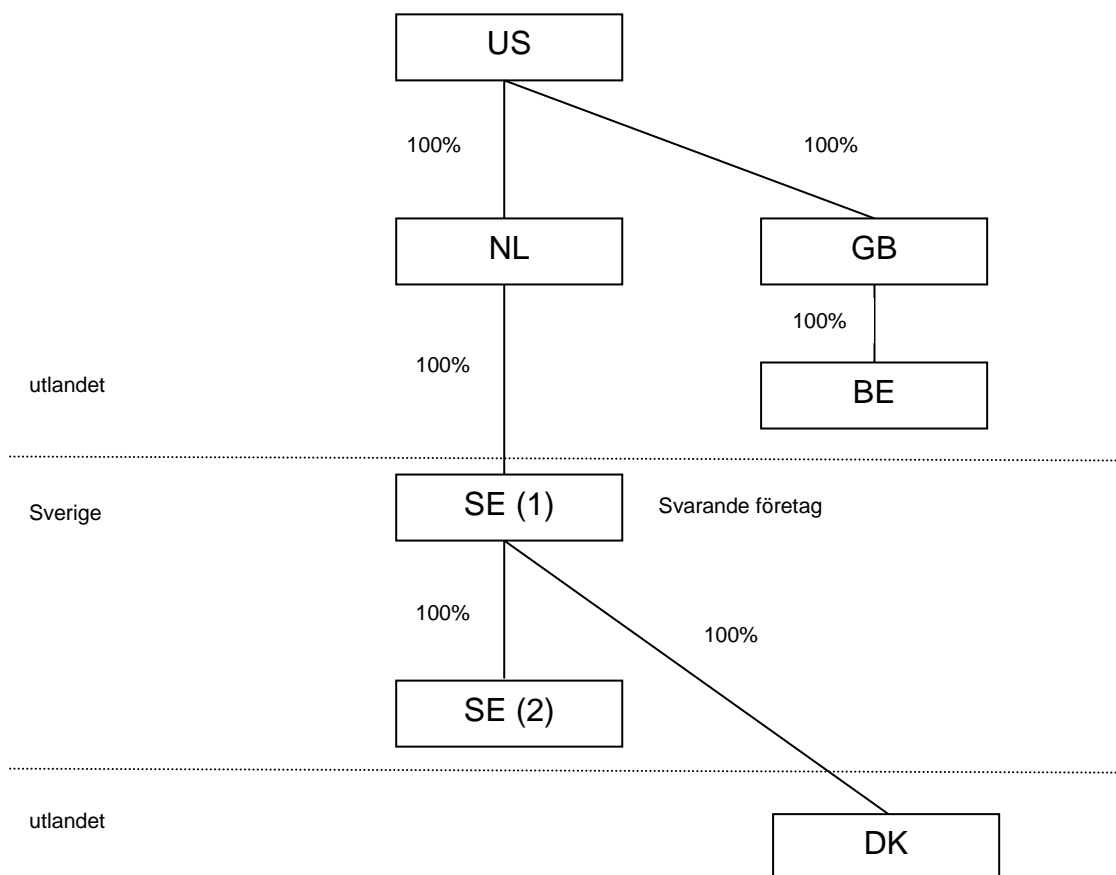 US
100%
100%
NL
GB
100%
100%
utlandet
BE
SE (1)
Sverige
Svarande företag
100%
100%
SE (2)
utlandet
DK